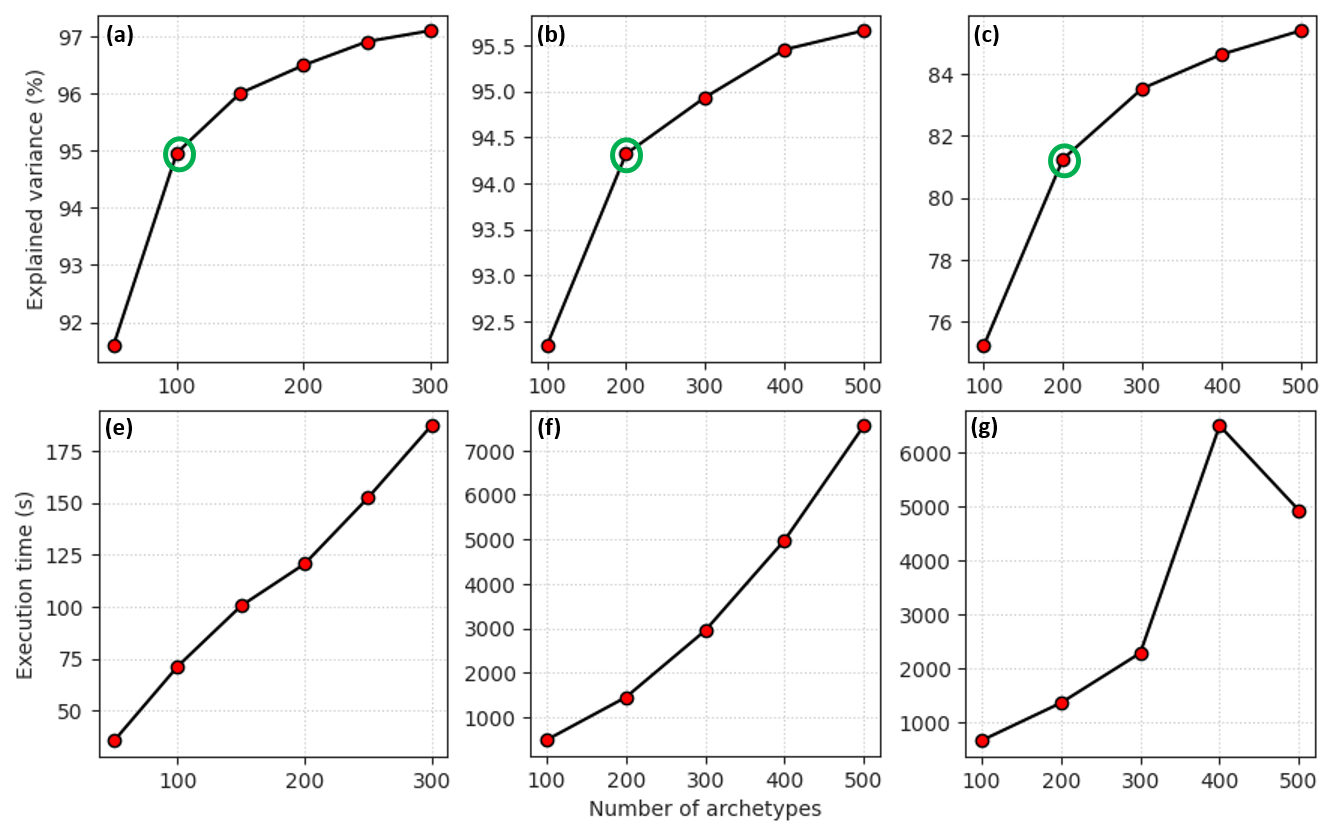 (a)
97
96
95
94
93
92
100 200 300
Explained variance (%)
(b)
95.5
95.0
94.5
94.0
93.5
93.0
92.5
100 200 300 400 500
(c)
84
82
80
78
76
100 200 300 400 500
(e)
175
150
125
100
75
50
100 200 300
Execution time (s)
(f)
7000
6000
5000
4000
3000
2000
1000
100 200 300 400 500
Number of archetypes
(g)
6000
5000
4000
3000
2000
1000
100 200 300 400 500